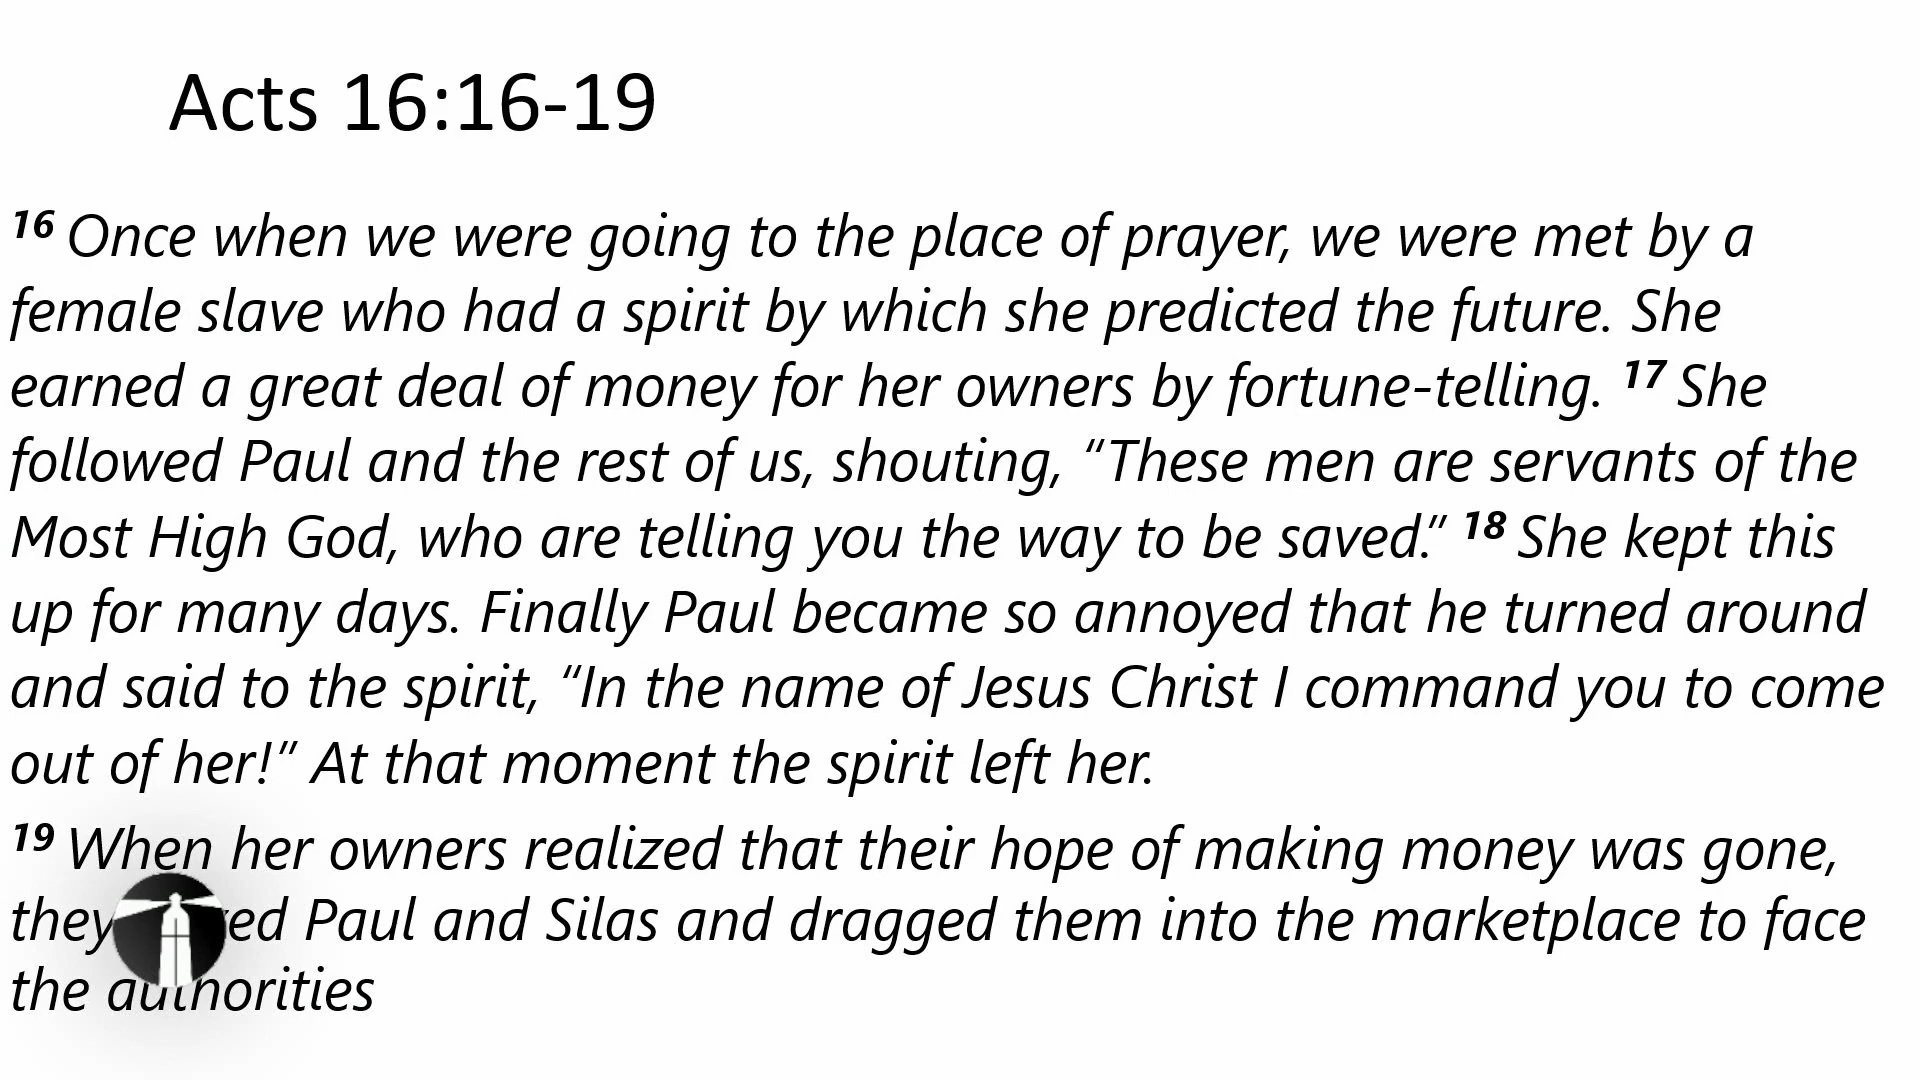 Acts 16:16-19
16 Once when we were going to the place of prayer, we were met by a
female slave who had a spirit by which she predicted the future. She
earned a great deal of money for her owners by fortune-telling. 17 She
followed Paul and the rest of us, shouting, “These men are servants of the
Most High God, who are telling you the way to be saved.” 18 She kept this
up for many days. Finally Paul became so annoyed that he turned around
and said to the spirit, “In the name of Jesus Christ I command you to come
out of her!” At that moment the spirit left her.
19 When her owners realized that their hope of making money was gone,
they Paul and Silas and dragged them into the marketplace to face
the authorities